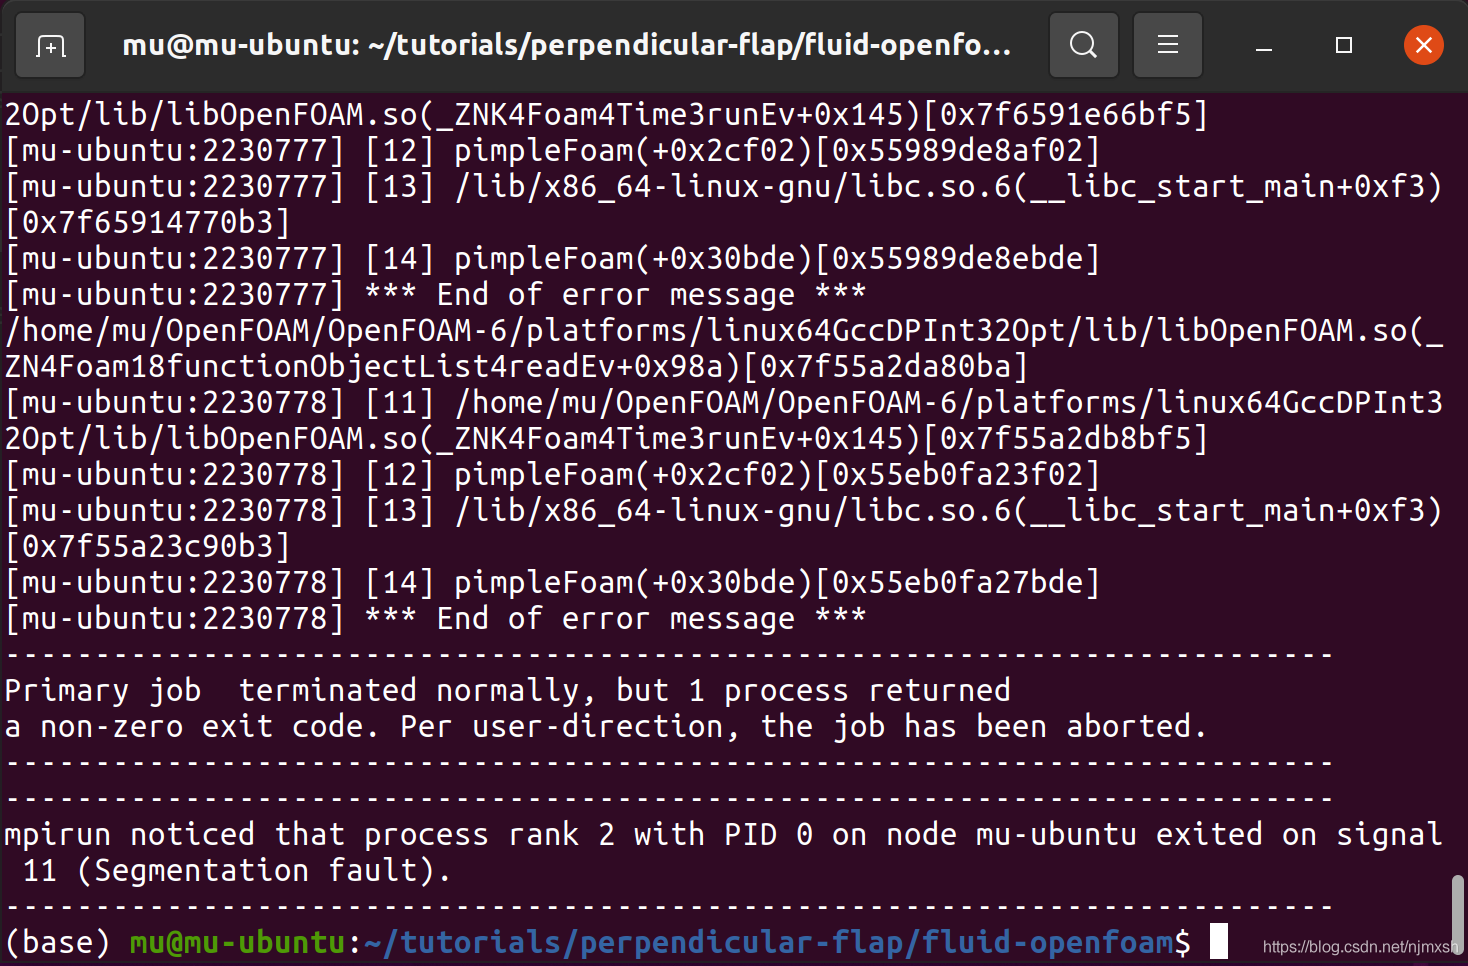 mu@mu-ubuntu: ~/tutorials/perpendicular-flap/fluid-openfo...
2Opt/lib/libOpenFOAM.so(_ZNK4Foam4Time3runEv+0x145)[0x7f6591e66bf5]
[mu-ubuntu:2230777] [12] pimpleFoam(+0x2cf02)[0x55989de8af02]
[mu-ubuntu:2230777] [13] /lib/x86_64-linux-gnu/libc.so.6(__libc_start_main+0xf3)
[0x7f65914770b3]
[mu-ubuntu:2230777] [14] pimpleFoam(+0x30bde)[0x55989de8ebde]
[mu-ubuntu:2230777] *** End of error message ***
/home/mu/OpenFOAM/OpenFOAM-6/platforms/linux64GccDPInt32Opt/lib/libOpenFOAM.so(_
ZN4Foam18functionObjectList4readEv+0x98a)[0x7f55a2da80ba]
[mu-ubuntu:2230778] [11] /home/mu/OpenFOAM/OpenFOAM-6/platforms/linux64GccDPInt3
2Opt/lib/libOpenFOAM.so(_ZNK4Foam4Time3runEv+0x145)[0x7f55a2db8bf5]
[mu-ubuntu:2230778] [12] pimpleFoam(+0x2cf02)[0x55eb0fa23f02]
[mu-ubuntu:2230778] [13] /lib/x86_64-linux-gnu/libc.so.6(__libc_start_main+0xf3)
[0x7f55a23c90b3]
[mu-ubuntu:2230778] [14] pimpleFoam(+0x30bde)[0x55eb0fa27bde]
[mu-ubuntu:2230778] *** End of error message ***
--------------------------------------------------------------------------
Primary job  terminated normally, but 1 process returned
a non-zero exit code. Per user-direction, the job has been aborted.
--------------------------------------------------------------------------
--------------------------------------------------------------------------
mpirun noticed that process rank 2 with PID 0 on node mu-ubuntu exited on signal
 11 (Segmentation fault).
--------------------------------------------------------------------------
(base) mu@mu-ubuntu:~/tutorials/perpendicular-flap/fluid-openfoam$
https://blog.csdn.net/njmxsh